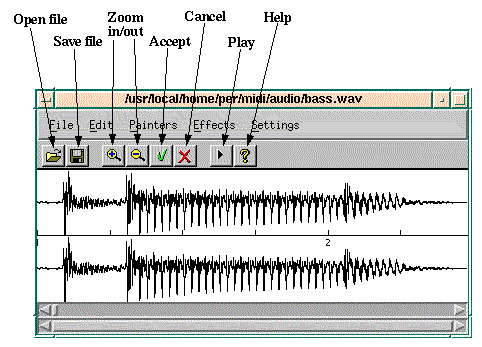 Open file
Save file
Zoom
in/out
Accept
Cancel
Play
Help
/usr/local/home/per/midi/audio/bass.wav
File Edit Painters Effects Settings
2